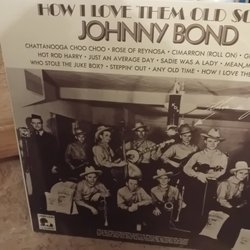 HOW I LOVE THEM OLD SO
JOHNNY BOND
CHATTANOOGA CHOO CHOO • ROSE OF REYNOSA • CIMARRON (ROLL ON) •
HOT ROD HARRY • JUST AN AVERAGE DAY • SADIE WAS A LADY • MEAN, M
WHO STOLE THE JUKE BOX? • STEPPIN' OUT • ANY OLD TIME • HOW I LOVE TH